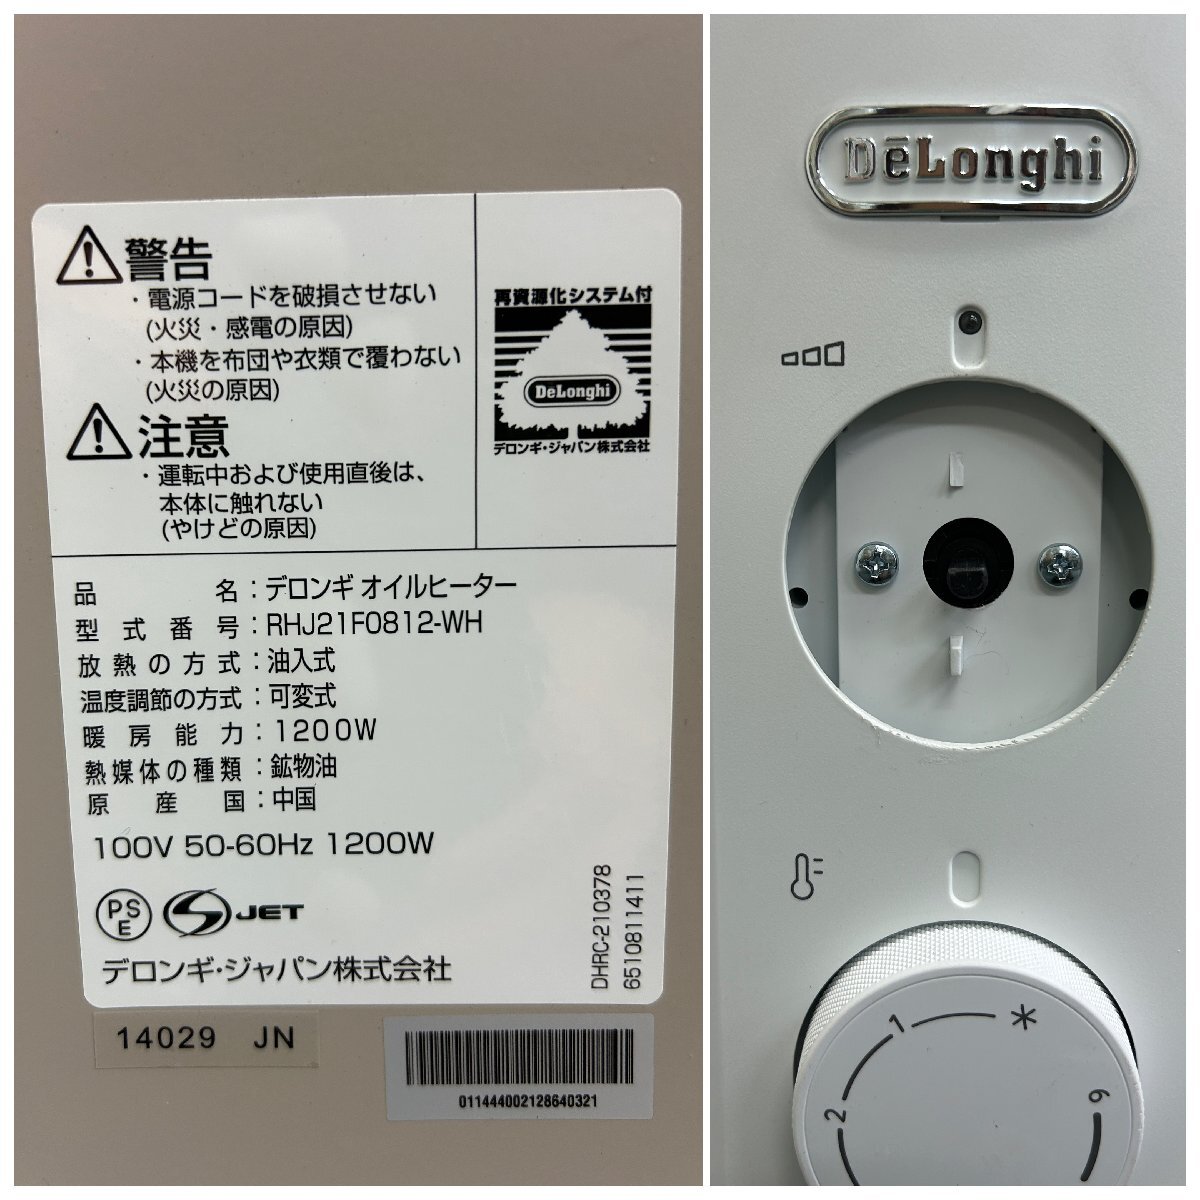 警告
・電源コードを破損させない
(火災・感電の原因)
・本機を布団や衣類で覆わない
(火災の原因)
注意
・運転中および使用直後は、
本体に触れない
(やけどの原因)
再資源化システム付
DeLonghi
デロンギ・ジャパン株式会社
品名：デロンギ オイルヒーター
型式番号：RHJ21F0812-WH
放熱の方式：油入式
温度調節の方式：可変式
暖房能力：1200W
熱媒体の種類：鉱物油
原産国：中国
100V 50-60Hz 1200W
PSE
JET
デロンギ・ジャパン株式会社
DHRC-210378
6510811411
14029 JN
011444002128640321
DēLonghi
1
2
6